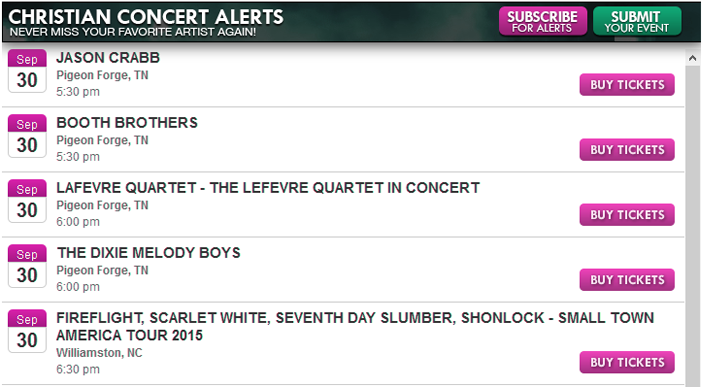 CHRISTIAN CONCERT ALERTS
NEVER MISS YOUR FAVORITE ARTIST AGAIN!
SUBSCRIBE
FOR ALERTS
SUBMIT
YOUR EVENT
Sep
30
JASON CRABB
Pigeon Forge, TN
5:30 pm
BUY TICKETS
Sep
30
BOOTH BROTHERS
Pigeon Forge, TN
5:30 pm
BUY TICKETS
Sep
30
LAFEVRE QUARTET - THE LEFEVRE QUARTET IN CONCERT
Pigeon Forge, TN
6:00 pm
BUY TICKETS
Sep
30
THE DIXIE MELODY BOYS
Pigeon Forge, TN
6:00 pm
BUY TICKETS
Sep
30
FIREFLIGHT, SCARLET WHITE, SEVENTH DAY SLUMBER, SHONLOCK - SMALL TOWN
AMERICA TOUR 2015
Williamston, NC
6:30 pm
BUY TICKETS